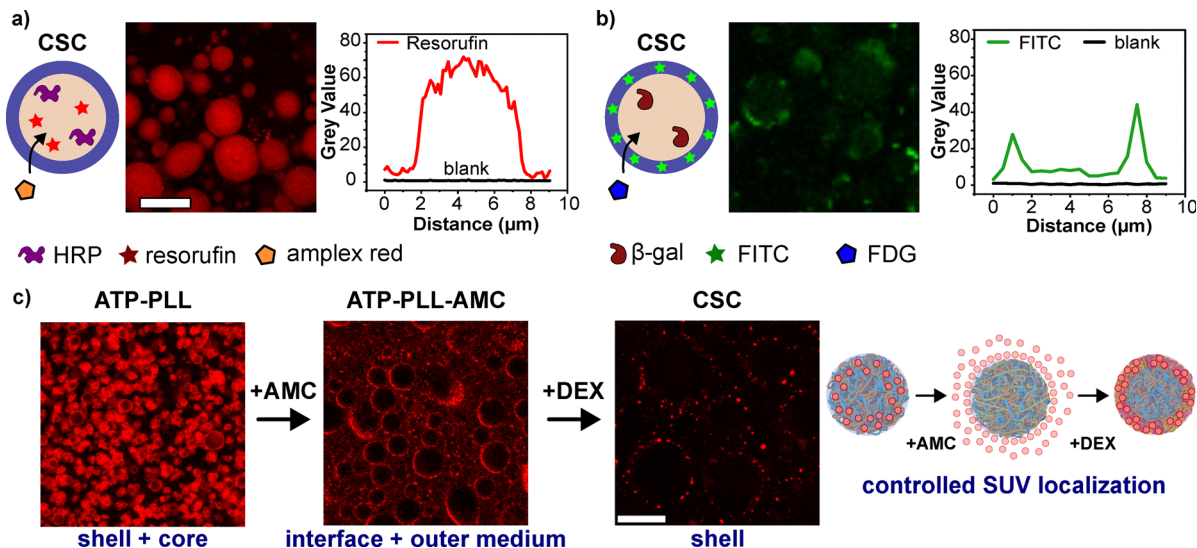 a)
CSC
Resorufin
80
60
40
20
0
Grey Value
blank
0 2 4 6 8 10
Distance (µm)
HRP resorufin amplex red
b)
CSC
FITC blank
80
60
40
20
0
Grey Value
0 2 4 6 8 10
Distance (µm)
β-gal FITC FDG
c)
ATP-PLL
+AMC
ATP-PLL-AMC
+DEX
CSC
+AMC
+DEX
controlled SUV localization
shell + core
interface + outer medium
shell